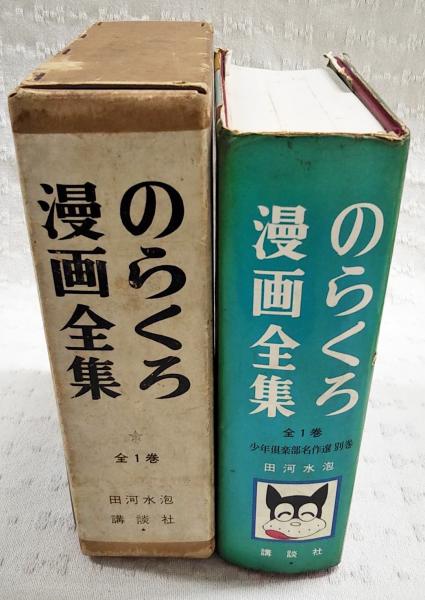 のらくろ
漫画全集
全1巻
田河水泡
講談社
のらくろ
漫画全集
全1巻
少年倶楽部名作選 別巻
田河水泡
講談社